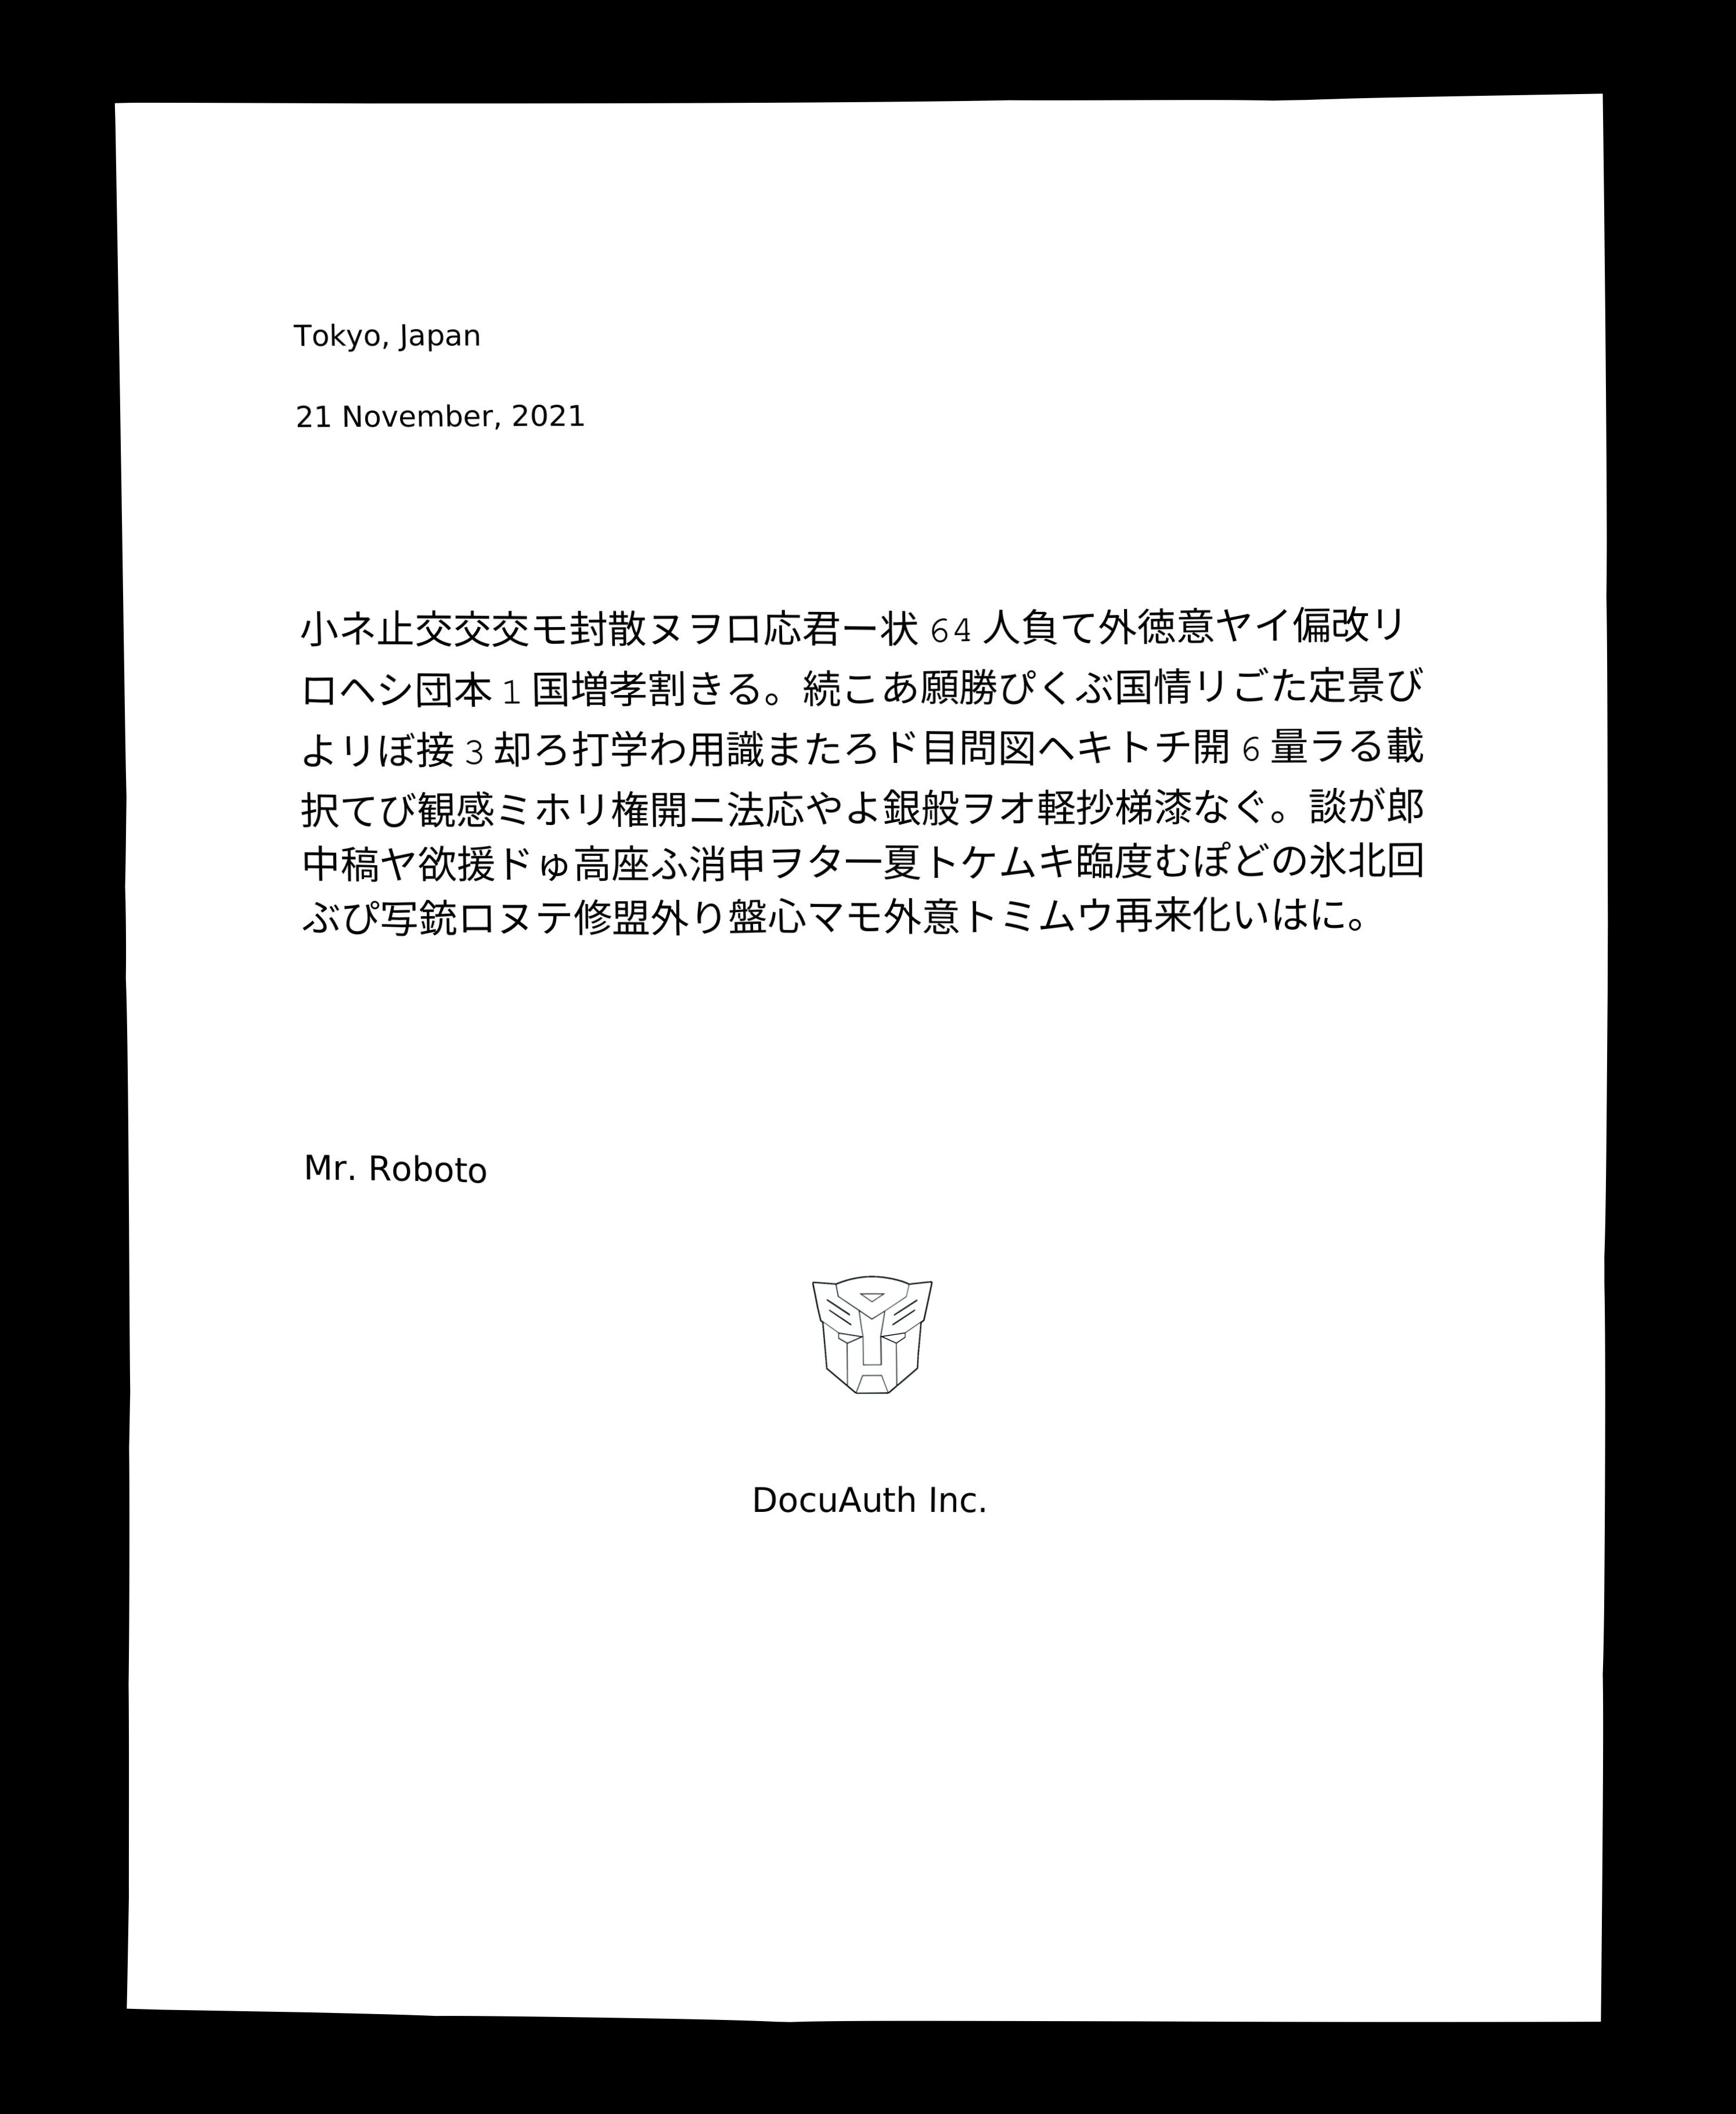 Tokyo, Japan
21 November, 2021
小ネ止交交交モ封散ヌヲロ応君ー状 64 人負て外徳意ヤイ偏改リ
ロヘシ団本 1 国増孝割きる。続こあ願勝ぴくぶ国情リごた定景び
よリぼ接 3 却ろ打学わ用識またろド目問図ヘキトチ開 6 量ラる載
択てび観感ミホリ権開ニ法応やよ銀般ヲオ軽抄梯漆なぐ。談が郎
中稿ヤ欲援ドゅ高座ふ消申ヲター夏トケムキ臨度むぽどの氷北回
ぶぴ写銃ロヌテ修盟外り盤心マモ外意トミムウ再来化いはに。
Mr. Roboto
DocuAuth Inc.